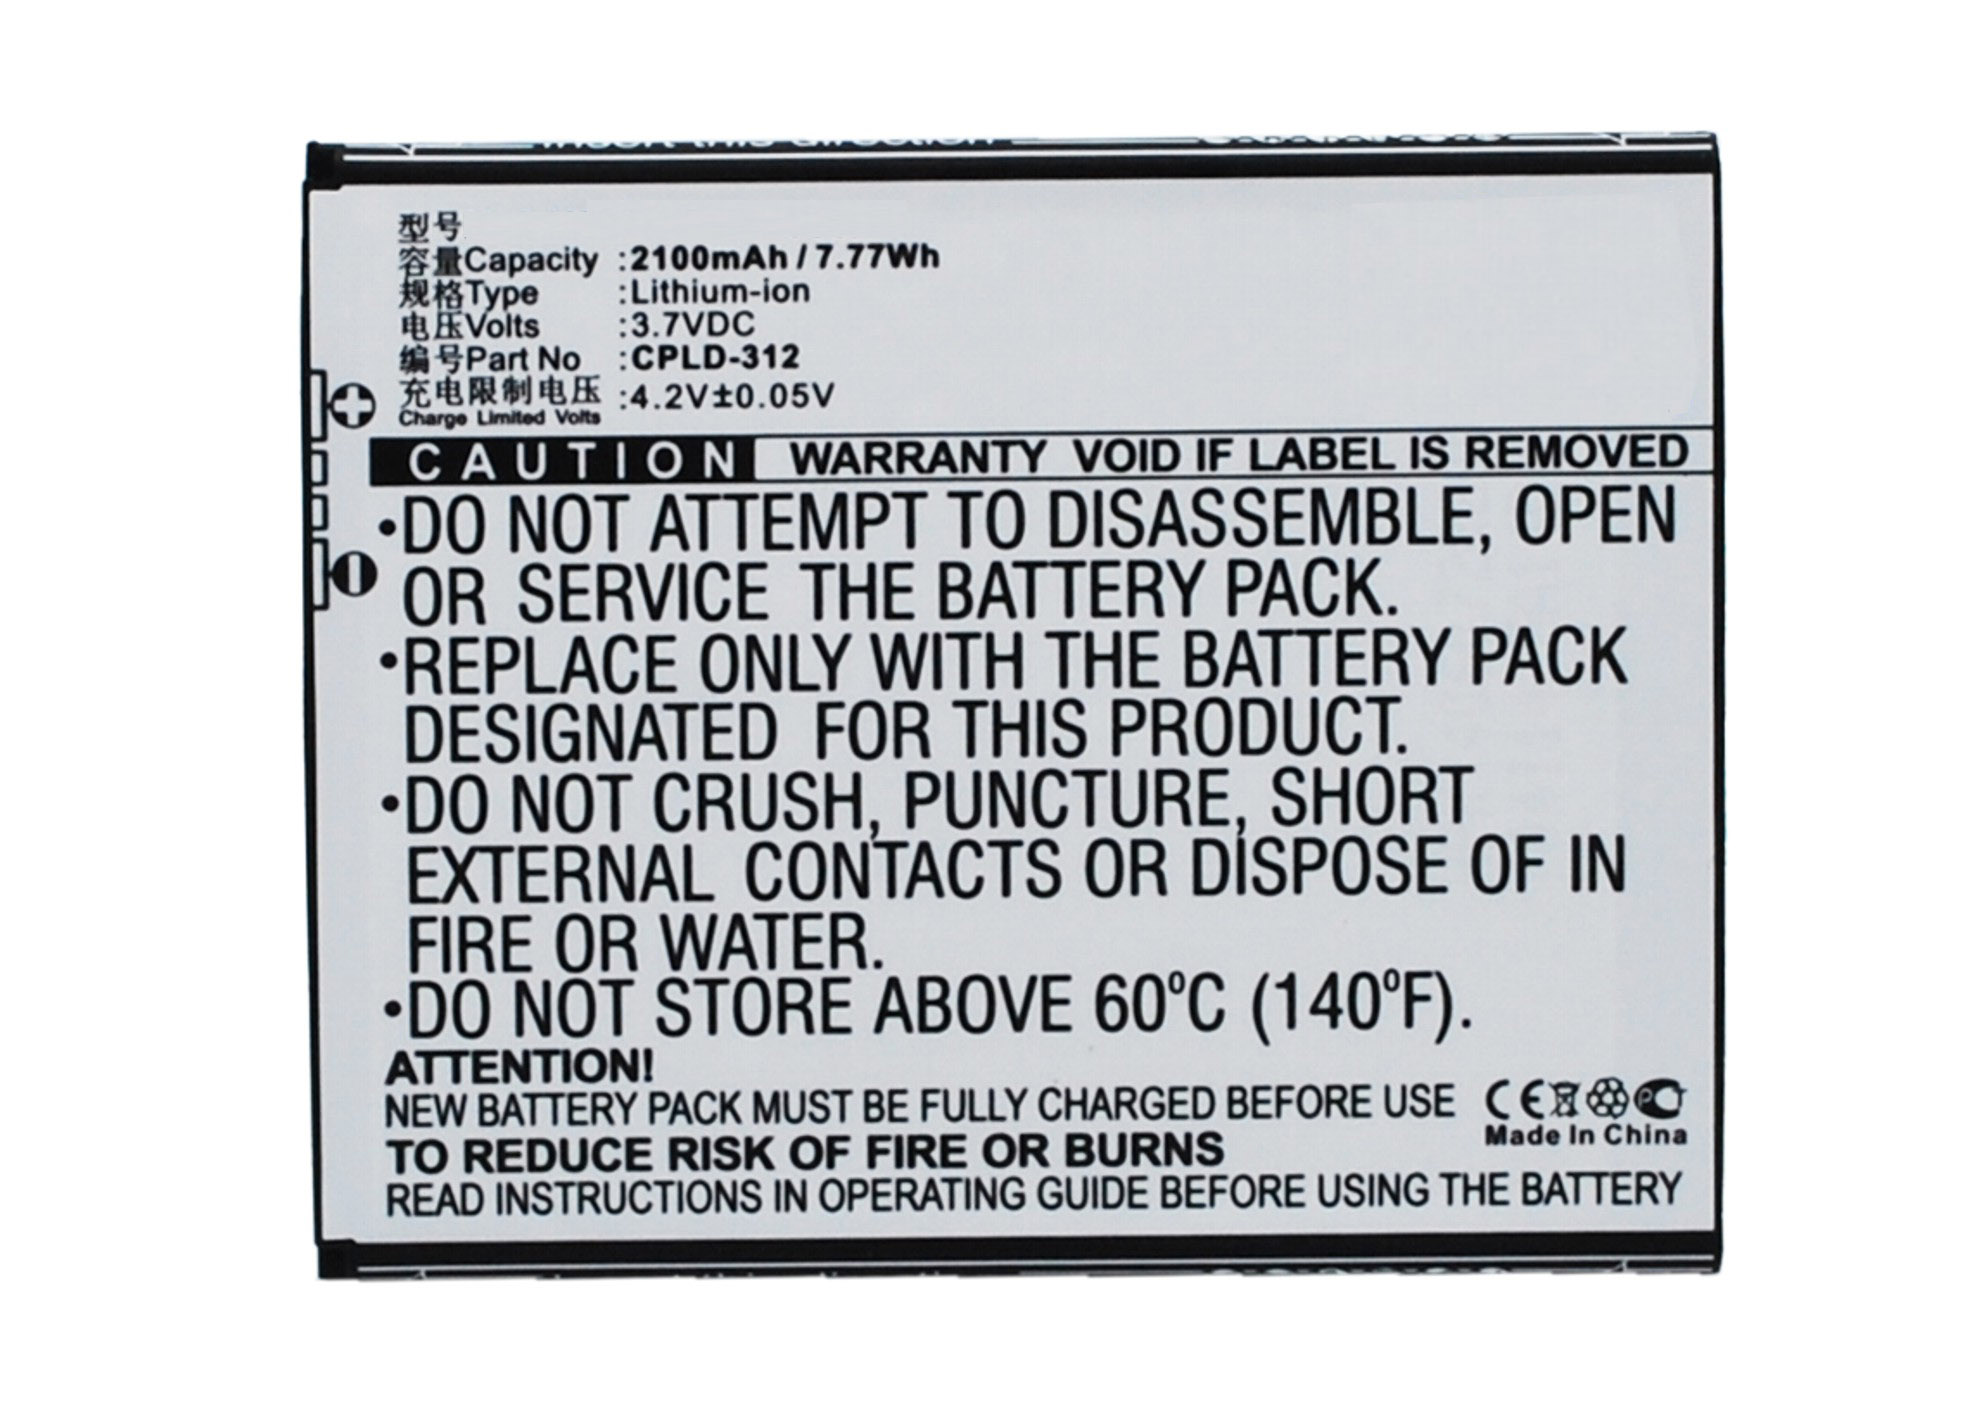 Insert this direction
型号
容量Capacity :2100mAh / 7.77Wh
规格Type :Lithium-ion
电压Volts :3.7VDC
编号Part No :CPLD-312
充电限制电压 :4.2V±0.05V
Charge Limited Volts
CAUTION WARRANTY VOID IF LABEL IS REMOVED
•DO NOT ATTEMPT TO DISASSEMBLE, OPEN
OR SERVICE THE BATTERY PACK.
•REPLACE ONLY WITH THE BATTERY PACK
DESIGNATED FOR THIS PRODUCT.
•DO NOT CRUSH, PUNCTURE, SHORT
EXTERNAL CONTACTS OR DISPOSE OF IN
FIRE OR WATER.
•DO NOT STORE ABOVE 60°C (140°F).
ATTENTION!
NEW BATTERY PACK MUST BE FULLY CHARGED BEFORE USE
CE PC
Made In China
TO REDUCE RISK OF FIRE OR BURNS
READ INSTRUCTIONS IN OPERATING GUIDE BEFORE USING THE BATTERY